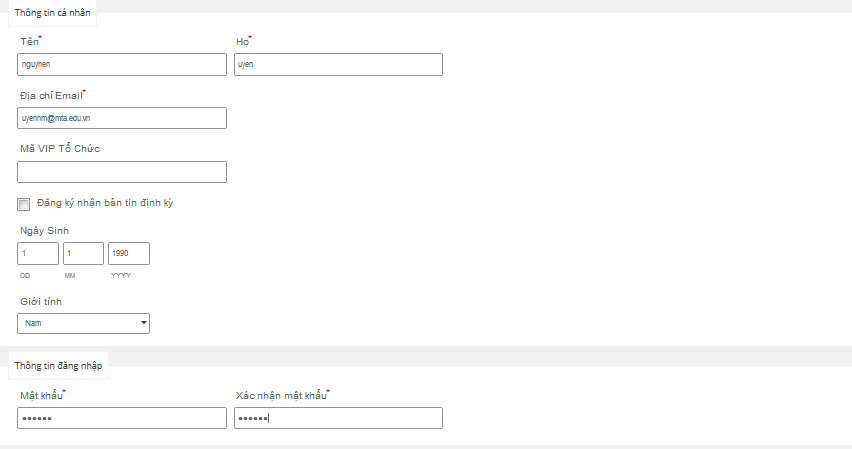 Thông tin cá nhân
Tên* Họ*
nguyhen uyen
Địa chỉ Email*
uyennm@mta.edu.vn
Mã VIP Tổ Chức
Đăng ký nhận bản tin định kỳ
Ngày Sinh
1 1 1990
DD MM YYYY
Giới tính
Nam
Thông tin đăng nhập
Mật khẩu* Xác nhận mật khẩu*
•••••• ••••••